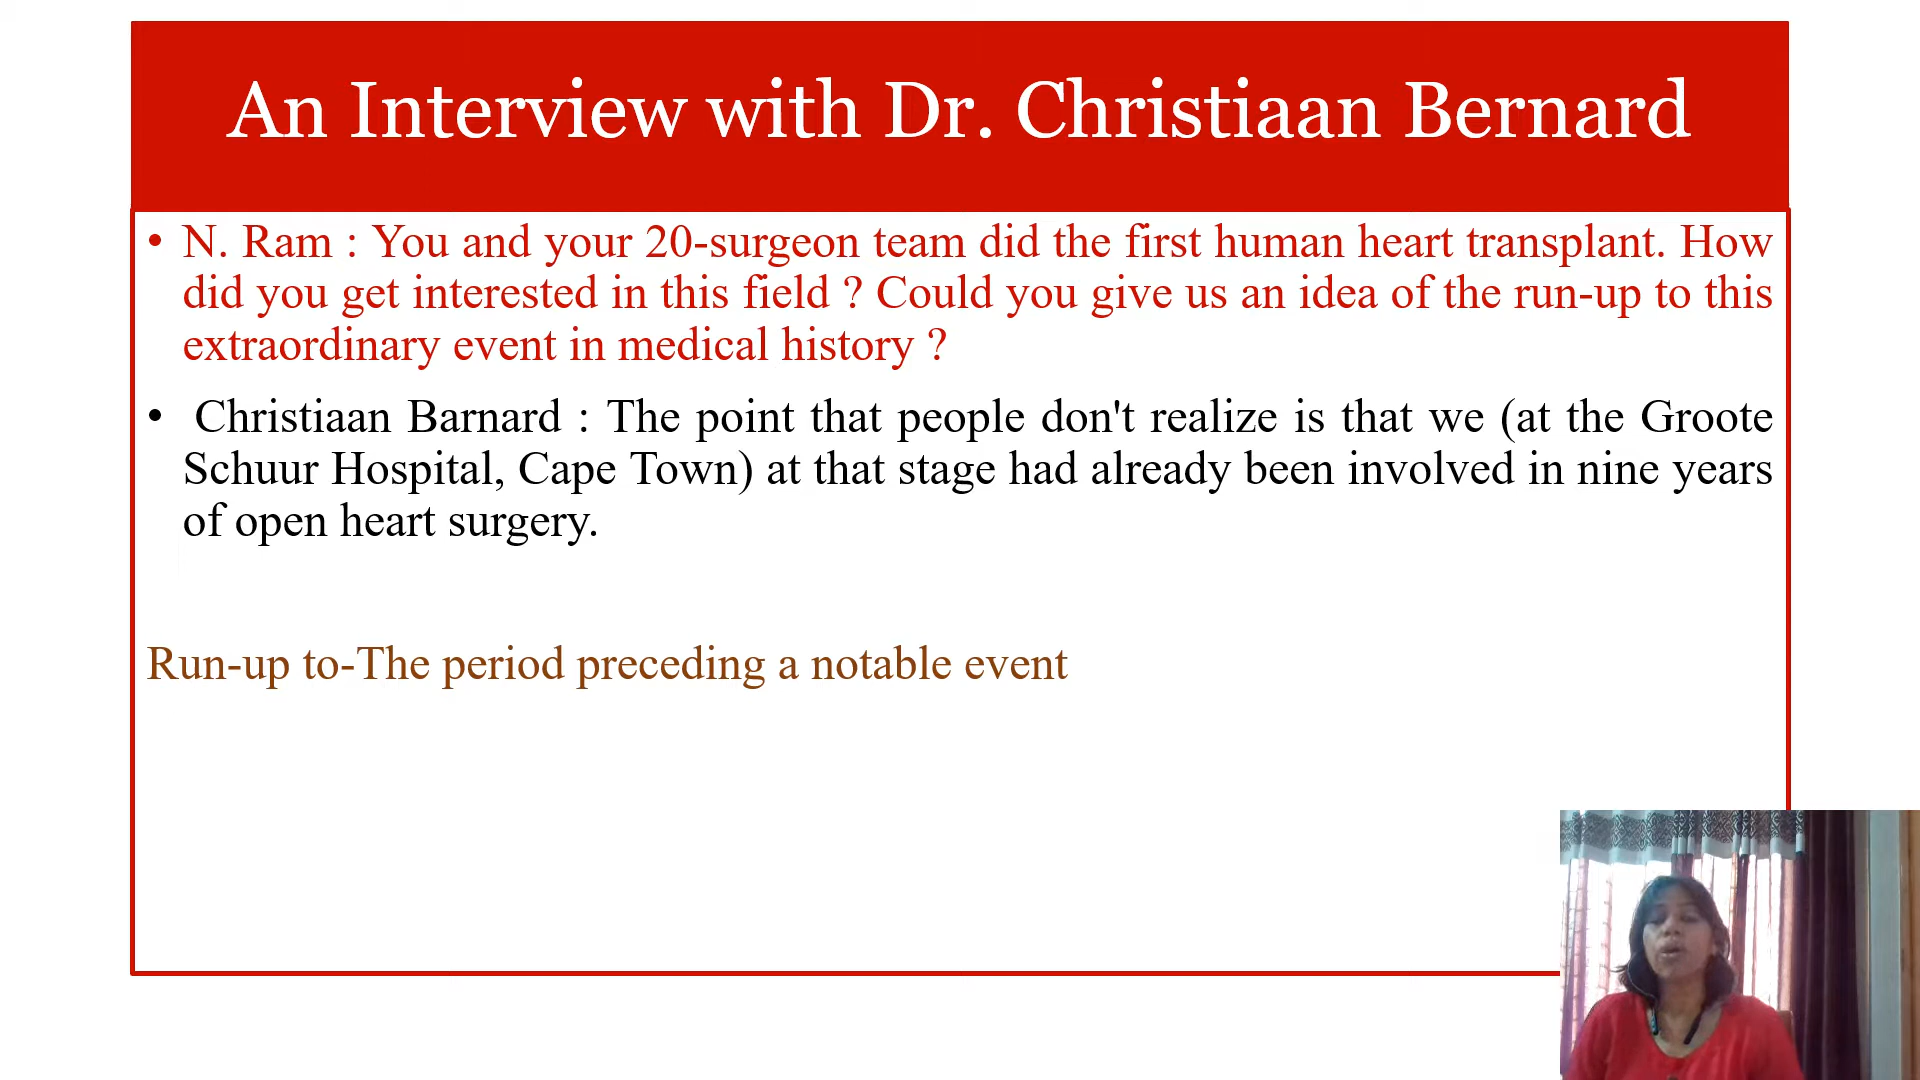 An Interview with Dr. Christiaan Bernard
• N. Ram : You and your 20-surgeon team did the first human heart transplant. How
did you get interested in this field ? Could you give us an idea of the run-up to this
extraordinary event in medical history ?
• Christiaan Barnard : The point that people don't realize is that we (at the Groote
Schuur Hospital, Cape Town) at that stage had already been involved in nine years
of open heart surgery.
Run-up to-The period preceding a notable event